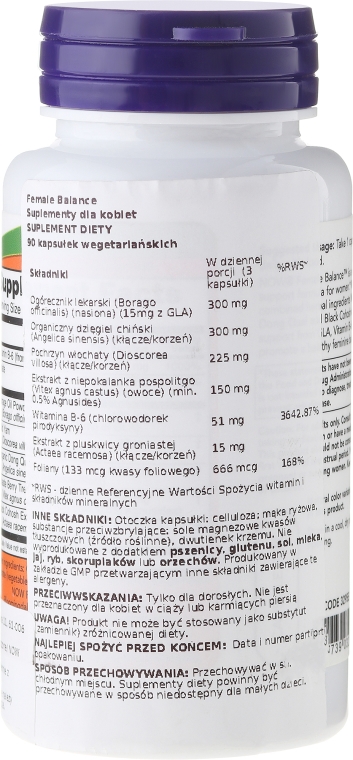 Female Balance
Suplementy dla kobiet
SUPLEMENT DIETY
90 kapsułek wegetariańskich
Składniki
W dziennej
porcji (3
kapsułki)
%RWS*
Ogórecznik lekarski (Borago
officinalis) (nasiona) (15mg z GLA)
300 mg
Organiczny dzięgiel chiński
(Angelica sinensis) (kłącze/korzeń)
300 mg
Pochrzyn włochaty (Dioscorea
villosa) (kłącze/korzeń)
225 mg
Ekstrakt z niepokalanka pospolitgo
(Vitex agnus castus) (owoce) (min.
0.5% Agnusides)
150 mg
Witamina B-6 (chlorowodorek
pirodyksyny)
51 mg
3642.87%
Ekstrakt z pluskwicy groniastej
(Actaea racemosa) (kłącze/korzeń)
15 mg
Foliany (133 mcg kwasu foliowego)
666 mcg
168%
*RWS - dzienne Referencyjne Wartości Spożycia witamin i
składników mineralnych
INNE SKŁADNIKI: Otoczka kapsułki: celluloza; mąka ryżowa,
substancje przeciwzbrylające: sole magnezowe kwasów
tłuszczowych (źródło roślinne), dwutlenek krzemu. Nie
wyprodukowane z dodatkiem pszenicy, glutenu, soi, mleka,
jaj, ryb, skorupiaków lub orzechów. Produkowany w
zakładzie GMP przetwarzającym inne składniki zawierające te
alergeny.
PRZECIWWSKAZANIA: Tylko dla dorosłych. Nie jest
przeznaczony dla kobiet w ciąży lub karmiących piersią
UWAGA! Produkt nie może być stosowany jako substytut
(zamiennik) zróżnicowanej diety.
NAJLEPIEJ SPOŻYĆ PRZED KONCEM: Data i numer partii prt.
opakowaniu.
SPOSÓB PRZECHOWYWANIA: Przechowywać w
chłodnym miejscu. Suplementy diety powinny być
przechowywane w sposób niedostępny dla małych dzieci.